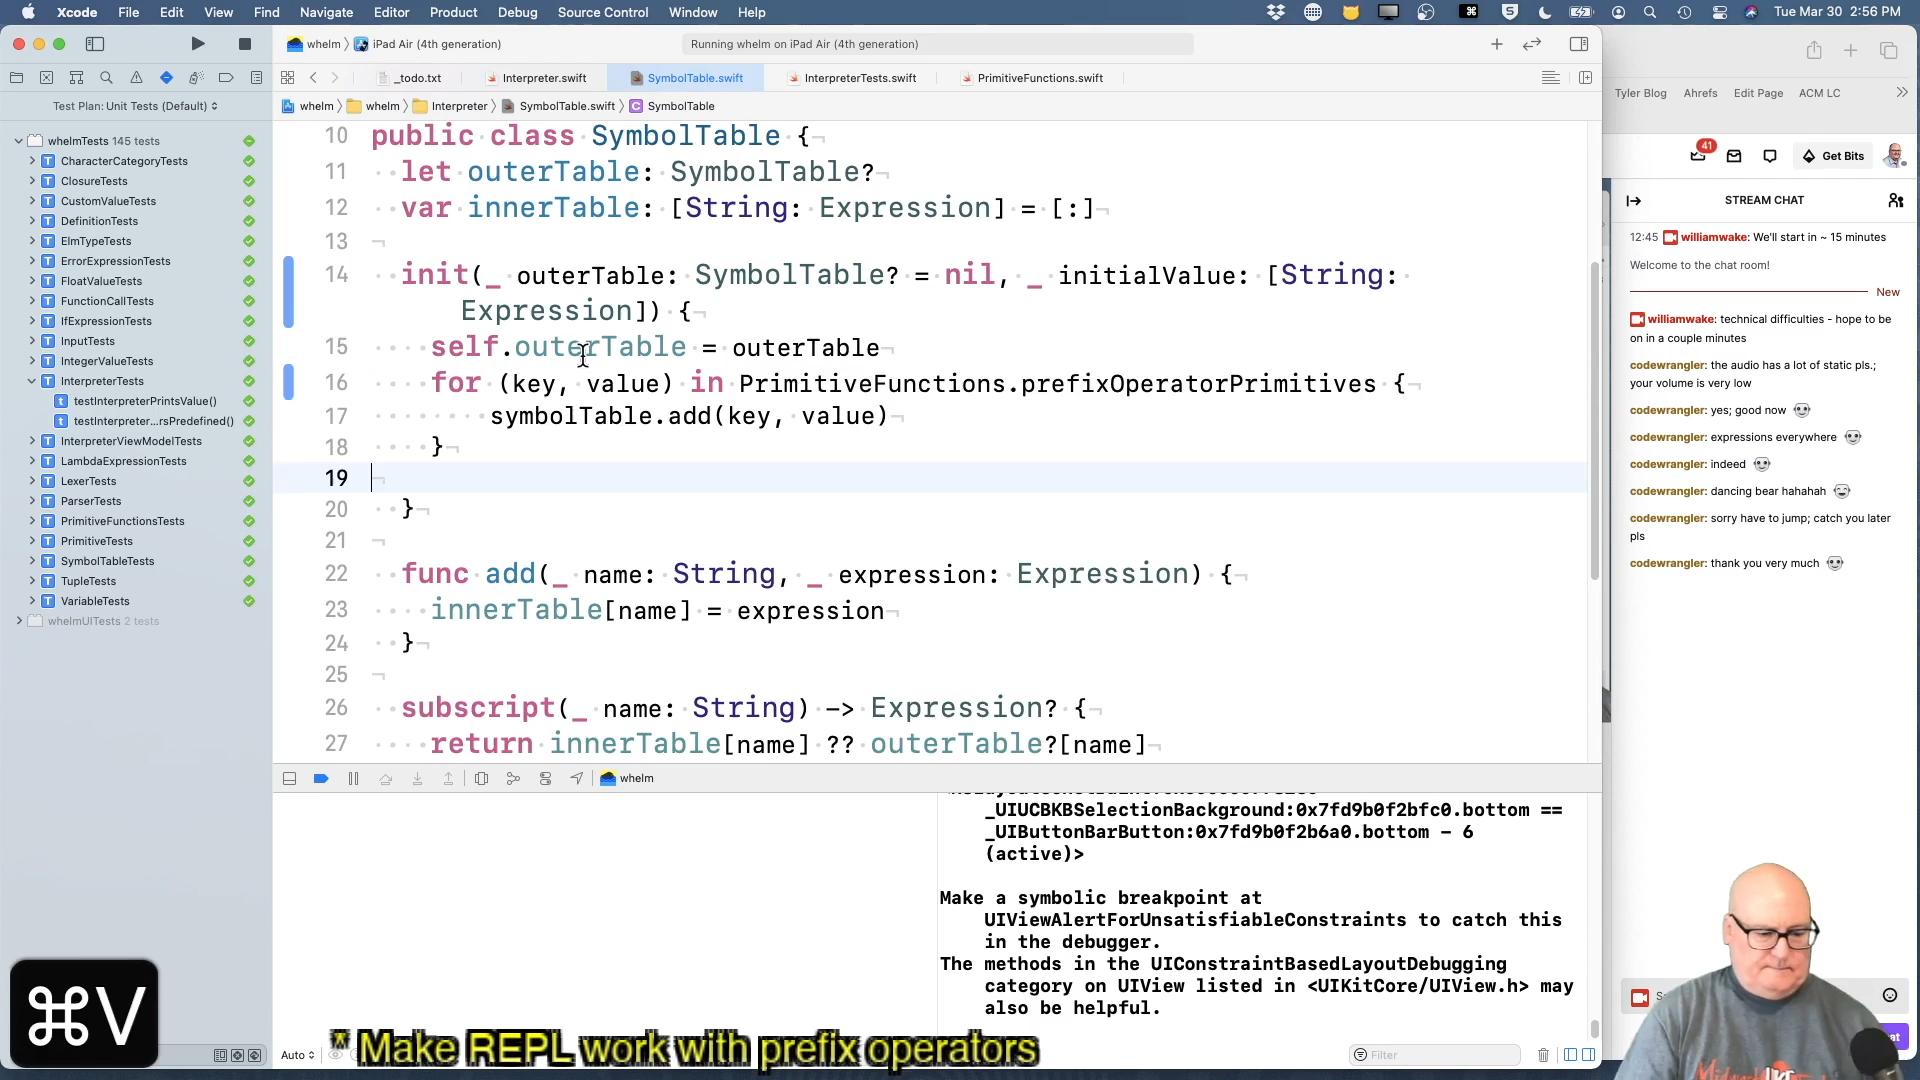 Xcode File Edit View Find Navigate Editor Product Debug Source Control Window Help Tue Mar 30 2:56 PM
whelm iPad Air (4th generation) Running whelm on iPad Air (4th generation)
_todo.txt Interpreter.swift SymbolTable.swift InterpreterTests.swift PrimitiveFunctions.swift
Test Plan: Unit Tests (Default)
whelm whelm Interpreter SymbolTable.swift SymbolTable
whelmTests 145 tests
CharacterCategoryTests
ClosureTests
CustomValueTests
DefinitionTests
ElmTypeTests
ErrorExpressionTests
FloatValueTests
FunctionCallTests
IfExpressionTests
InputTests
IntegerValueTests
InterpreterTests
testInterpreterPrintsValue()
testInterpreter...rsPredefined()
InterpreterViewModelTests
LambdaExpressionTests
LexerTests
ParserTests
PrimitiveFunctionsTests
PrimitiveTests
SymbolTableTests
TupleTests
VariableTests
whelmUITests 2 tests
10 public class SymbolTable {
11 let outerTable: SymbolTable?
12 var innerTable: [String: Expression] = [:]
13
14 init(_ outerTable: SymbolTable? = nil, _ initialValue: [String:
Expression]) {
15 self.outerTable = outerTable
16 for (key, value) in PrimitiveFunctions.prefixOperatorPrimitives {
17 symbolTable.add(key, value)
18 }
19
20 }
21
22 func add(_ name: String, _ expression: Expression) {
23 innerTable[name] = expression
24 }
25
26 subscript(_ name: String) -> Expression? {
27 return innerTable[name] ?? outerTable?[name]
whelm
_UIUCBKBSelectionBackground:0x7fd9b0f2bfc0.bottom ==
_UIButtonBarButton:0x7fd9b0f2b6a0.bottom - 6
(active)>
Make a symbolic breakpoint at
UIViewAlertForUnsatisfiableConstraints to catch this
in the debugger.
The methods in the UIConstraintBasedLayoutDebugging
category on UIView listed in <UIKitCore/UIView.h> may
also be helpful.
Auto
Filter
⌘V
* Make REPL work with prefix operators
Tyler Blog Ahrefs Edit Page ACM LC
41 Get Bits
STREAM CHAT
12:45 williamwake: We'll start in ~ 15 minutes
Welcome to the chat room!
New
williamwake: technical difficulties - hope to be
on in a couple minutes
codewrangler: the audio has a lot of static pls.;
your volume is very low
codewrangler: yes; good now
codewrangler: expressions everywhere
codewrangler: indeed
codewrangler: dancing bear hahahah
codewrangler: sorry have to jump; catch you later
pls
codewrangler: thank you very much